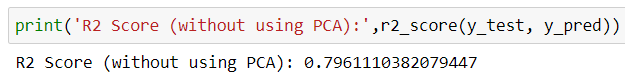 print('R2 Score (without using PCA):',r2_score(y_test, y_pred))
R2 Score (without using PCA): 0.7961110382079447